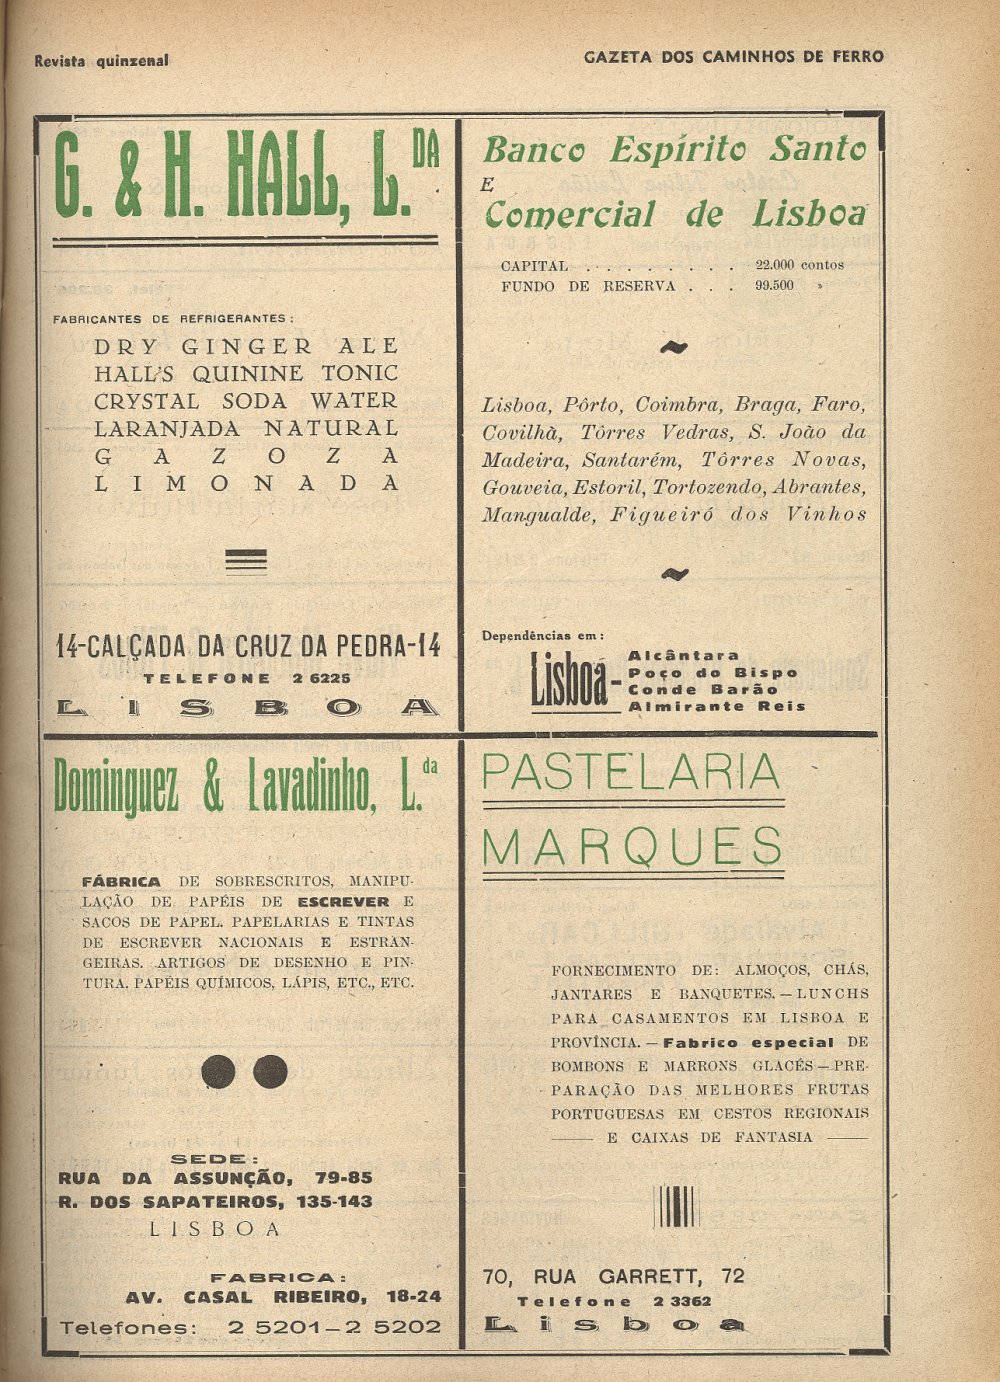 Revista quinzenal
GAZETA DOS CAMINHOS DE FERRO
G. & H. HALL, L.DA
FABRICANTES DE REFRIGERANTES:
DRY GINGER ALE
HALL'S QUININE TONIC
CRYSTAL SODA WATER
LARANJADA NATURAL
GAZOZA
LIMONADA
14-CALÇADA DA CRUZ DA PEDRA-14
TELEFONE 2 6225
LISBOA
Banco Espírito Santo
E
Comercial de Lisboa
CAPITAL . . . . . . . . 22.000 contos
FUNDO DE RESERVA . . . 99.500 »
Lisboa, Pôrto, Coimbra, Braga, Faro,
Covilhã, Tôrres Vedras, S. João da
Madeira, Santarém, Tôrres Novas,
Gouveia, Estoril, Tortozendo, Abrantes,
Mangualde, Figueiró dos Vinhos
Dependências em:
Lisboa-
Alcântara
Poço do Bispo
Conde Barão
Almirante Reis
Dominguez & Lavadinho, L.da
FÁBRICA DE SOBRESCRITOS, MANIPU-
LAÇÃO DE PAPÉIS DE ESCREVER E
SACOS DE PAPEL. PAPELARIAS E TINTAS
DE ESCREVER NACIONAIS E ESTRAN-
GEIRAS. ARTIGOS DE DESENHO E PIN-
TURA. PAPÉIS QUÍMICOS, LÁPIS, ETC., ETC.
SEDE:
RUA DA ASSUNÇÃO, 79-85
R. DOS SAPATEIROS, 135-143
LISBOA
FABRICA:
AV. CASAL RIBEIRO, 18-24
Telefones: 2 5201-2 5202
PASTELARIA
MARQUES
FORNECIMENTO DE: ALMOÇOS, CHÁS,
JANTARES E BANQUETES. — LUNCHS
PARA CASAMENTOS EM LISBOA E
PROVÍNCIA. — Fabrico especial DE
BOMBONS E MARRONS GLACÉS — PRE-
PARAÇÃO DAS MELHORES FRUTAS
PORTUGUESAS EM CESTOS REGIONAIS
E CAIXAS DE FANTASIA
70, RUA GARRETT, 72
Telefone 2 3362
Lisboa